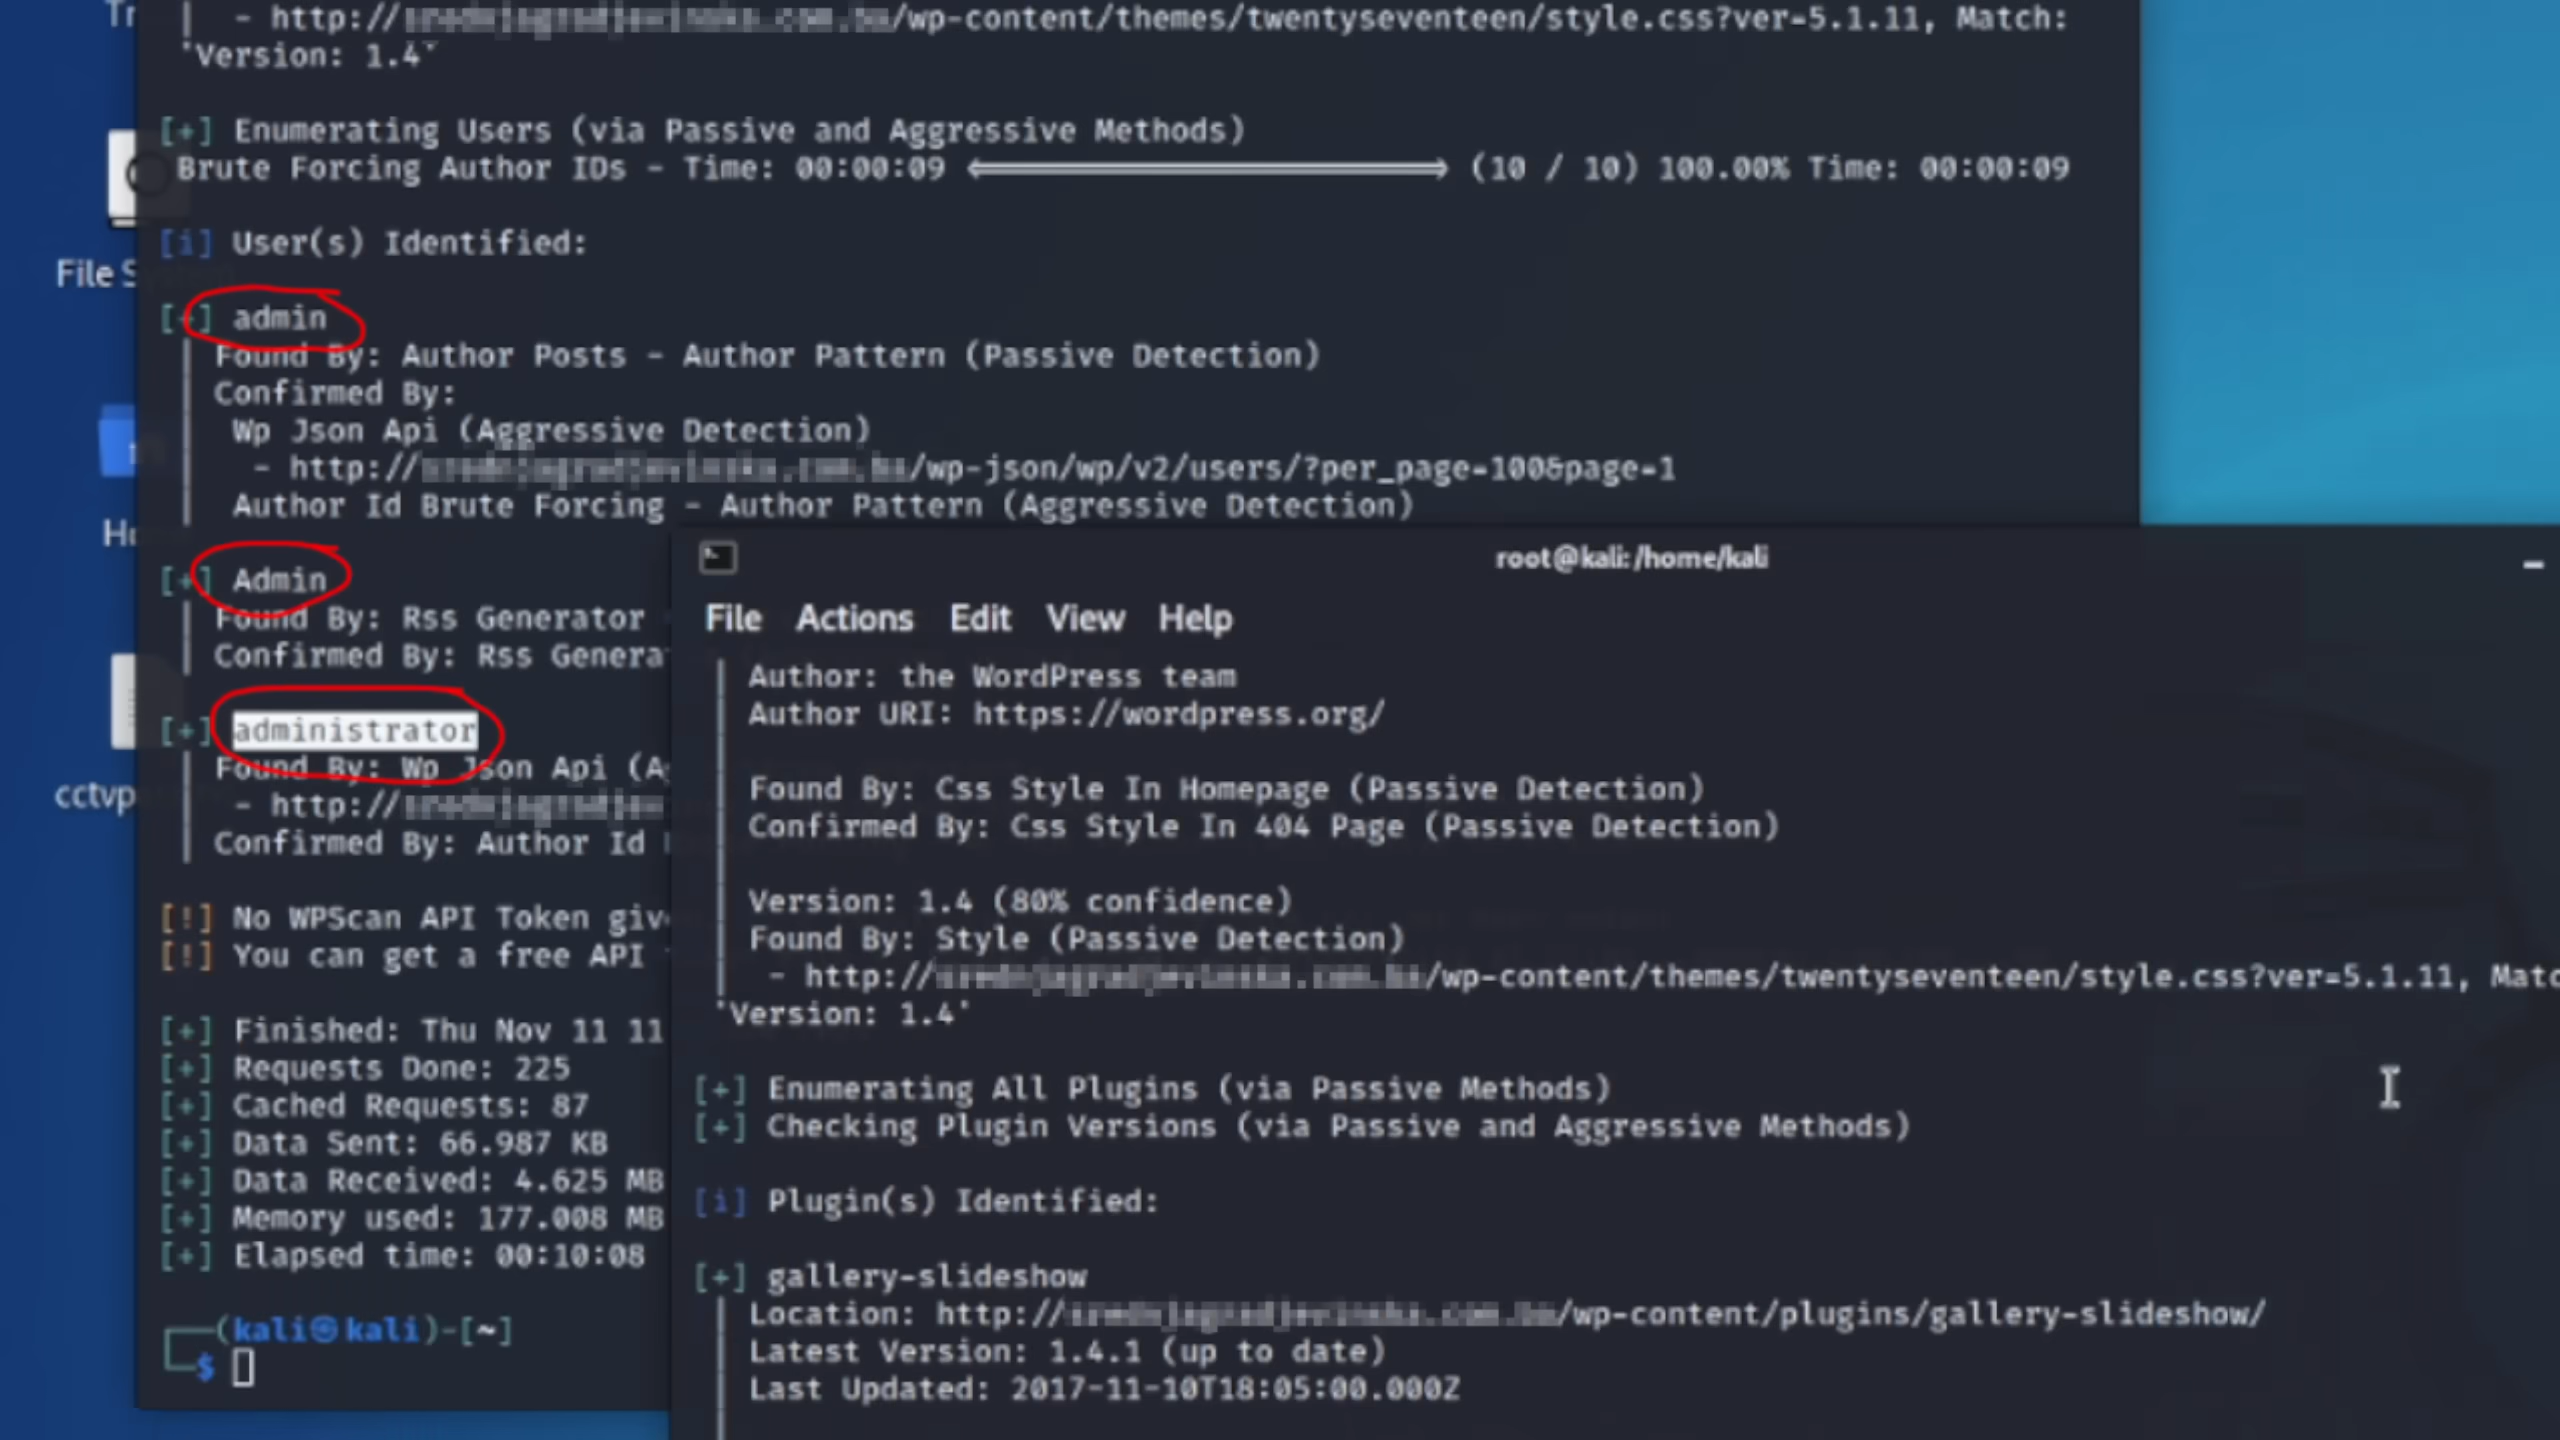 - http:// /wp-content/themes/twentyseventeen/style.css?ver=5.1.11, Match:
'Version: 1.4'
[+] Enumerating Users (via Passive and Aggressive Methods)
Brute Forcing Author IDs - Time: 00:00:09 (10 / 10) 100.00% Time: 00:00:09
[i] User(s) Identified:
[+] admin
Found By: Author Posts - Author Pattern (Passive Detection)
Confirmed By:
Wp Json Api (Aggressive Detection)
- http:// /wp-json/wp/v2/users/?per_page=100&page=1
Author Id Brute Forcing - Author Pattern (Aggressive Detection)
[+] Admin
Found By: Rss Generator
Confirmed By: Rss Genera
[+] administrator
Found By: Wp Json Api (A
- http://
Confirmed By: Author Id
[!] No WPScan API Token give
[!] You can get a free API
[+] Finished: Thu Nov 11 11
[+] Requests Done: 225
[+] Cached Requests: 87
[+] Data Sent: 66.987 KB
[+] Data Received: 4.625 MB
[+] Memory used: 177.008 MB
[+] Elapsed time: 00:10:08
(kali㉿kali)-[~]
$
File S
cctvp
root@kali: /home/kali
File Actions Edit View Help
Author: the WordPress team
Author URI: https://wordpress.org/
Found By: Css Style In Homepage (Passive Detection)
Confirmed By: Css Style In 404 Page (Passive Detection)
Version: 1.4 (80% confidence)
Found By: Style (Passive Detection)
- http:// /wp-content/themes/twentyseventeen/style.css?ver=5.1.11, Matc
'Version: 1.4'
[+] Enumerating All Plugins (via Passive Methods)
[+] Checking Plugin Versions (via Passive and Aggressive Methods)
[i] Plugin(s) Identified:
[+] gallery-slideshow
Location: http:// /wp-content/plugins/gallery-slideshow/
Latest Version: 1.4.1 (up to date)
Last Updated: 2017-11-10T18:05:00.000Z